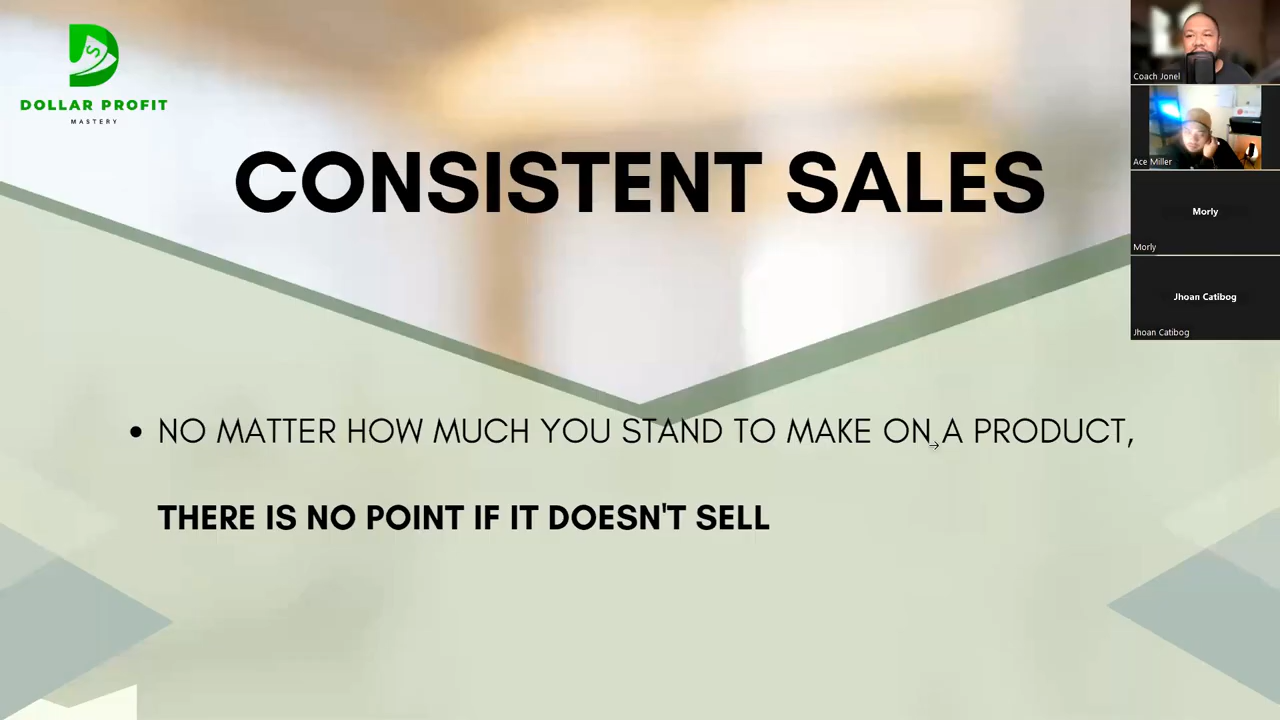 DOLLAR PROFIT
MASTERY
CONSISTENT SALES
• NO MATTER HOW MUCH YOU STAND TO MAKE ON A PRODUCT,
THERE IS NO POINT IF IT DOESN'T SELL
Coach Jonel
Ace Miller
Morly
Morly
Jhoan Catibog
Jhoan Catibog